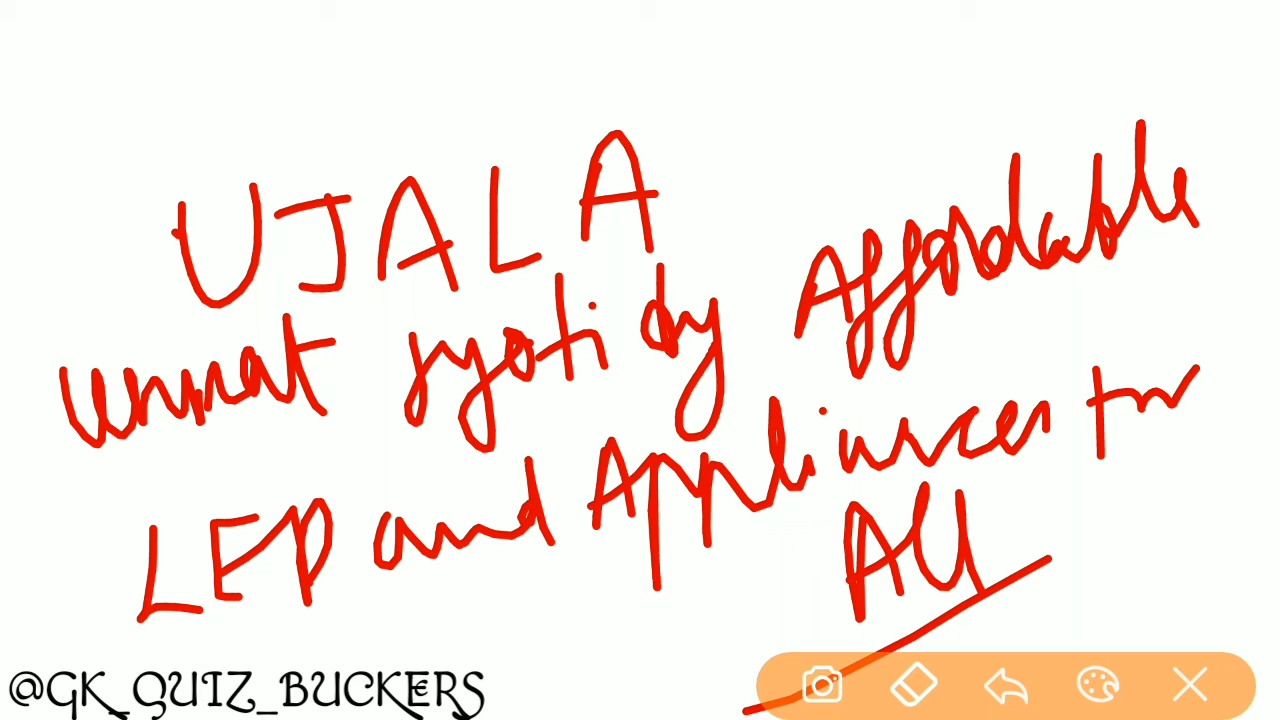 UJALA
unnat jyoti by Affordable
LED and Appliances for
All
@GK_QUIZ_BUCKERS